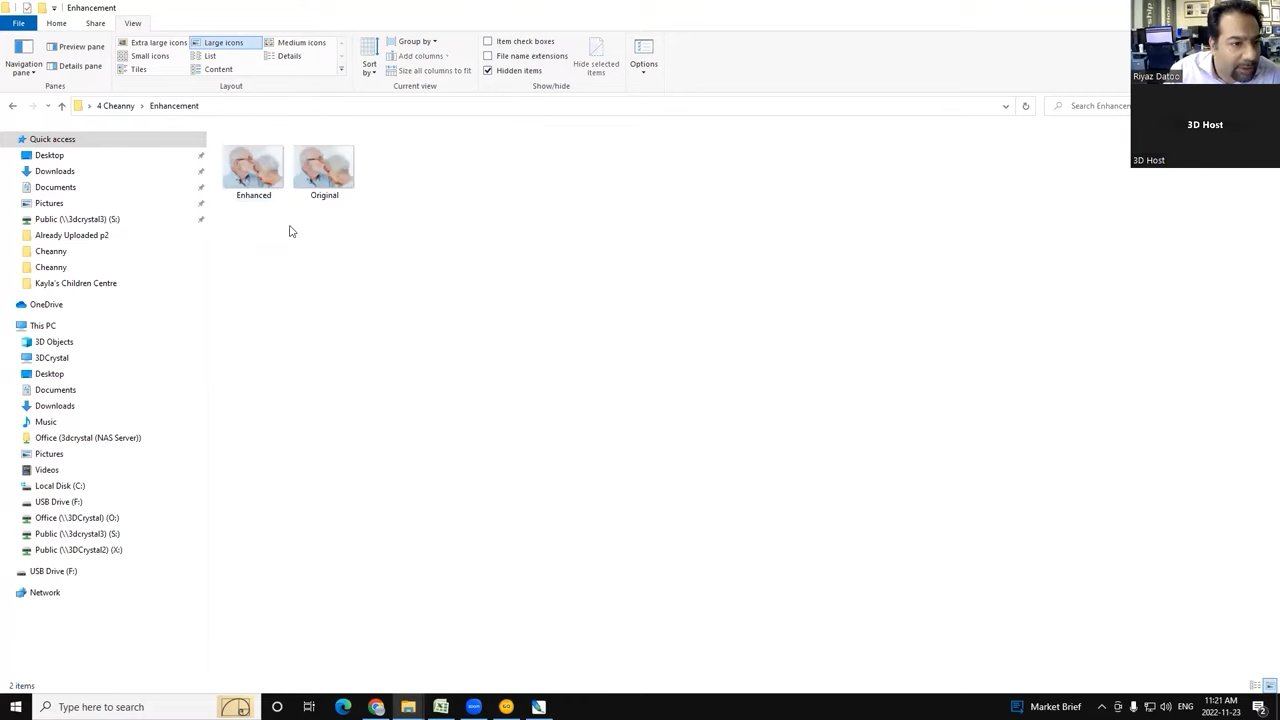 Enhancement
File Home Share View
Navigation pane
Preview pane
Details pane
Panes
Extra large icons Large icons Medium icons
Small icons List Details
Tiles Content
Layout
Sort by
Group by
Add columns
Size all columns to fit
Current view
Item check boxes
File name extensions
Hidden items
Hide selected items
Show/hide
Options
4 Cheanny > Enhancement
Search Enhancem
Quick access
Desktop
Downloads
Documents
Pictures
Public (\\3dcrystal3) (S:)
Already Uploaded p2
Cheanny
Cheanny
Kayla's Children Centre
OneDrive
This PC
3D Objects
3DCrystal
Desktop
Documents
Downloads
Music
Office (3dcrystal (NAS Server))
Pictures
Videos
Local Disk (C:)
USB Drive (F:)
Office (\\3DCrystal) (O:)
Public (\\3dcrystal3) (S:)
Public (\\3DCrystal2) (X:)
USB Drive (F:)
Network
Enhanced Original
Riyaz Datoo
3D Host
3D Host
2 items
Type here to search
GO
Market Brief
ENG
11:21 AM
2022-11-23
2